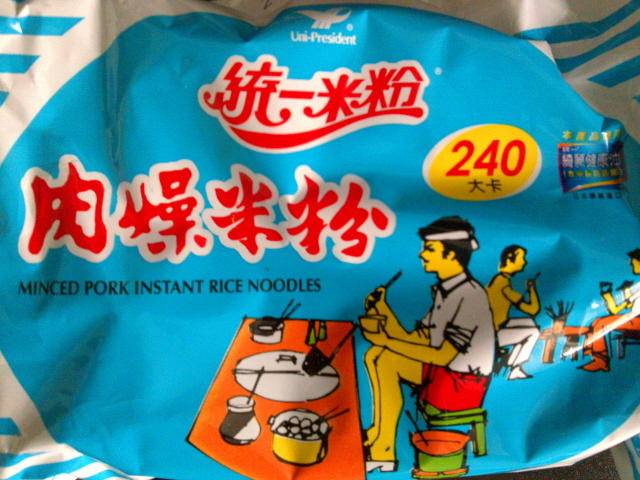 Uni-President
統一米粉
240
大卡
肉燥米粉
MINCED PORK INSTANT RICE NOODLES